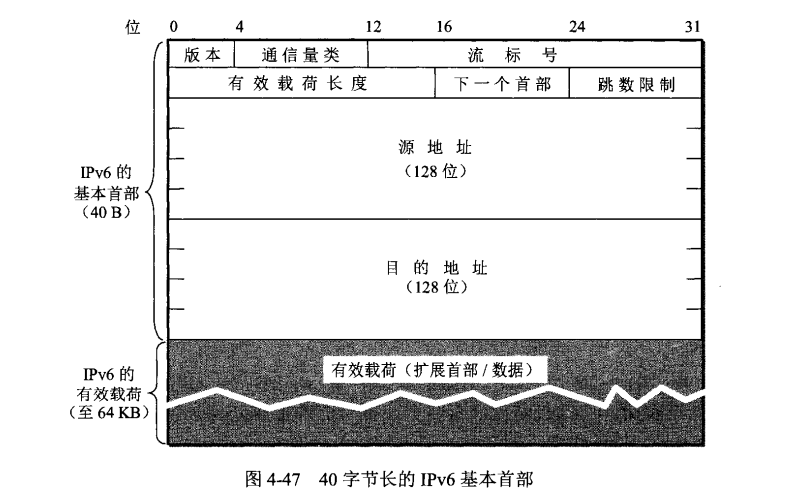 位 0 4 12 16 24 31
版本 通信量类 流标号
有效载荷长度 下一个首部 跳数限制
源地址
（128 位）
IPv6 的
基本首部
（40 B）
目的地址
（128 位）
IPv6 的
有效载荷
（至 64 KB）
有效载荷（扩展首部 / 数据）
图 4-47 40 字节长的 IPv6 基本首部